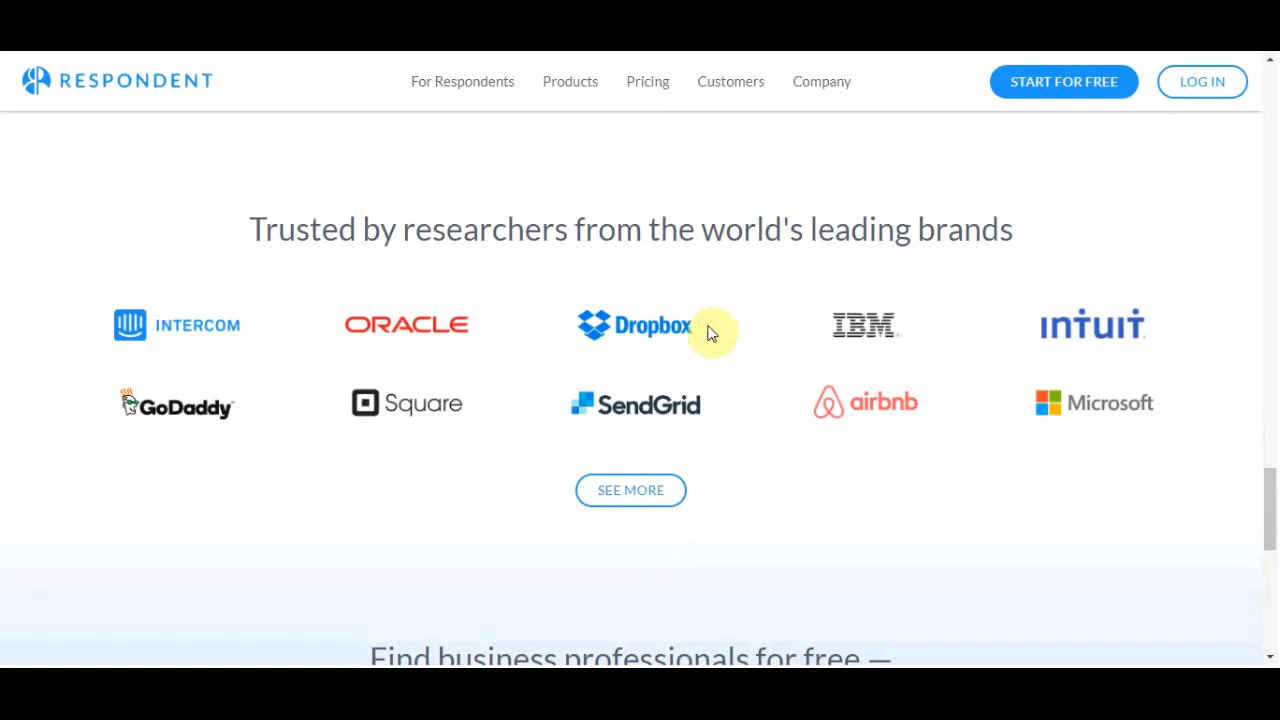 RESPONDENT For Respondents Products Pricing Customers Company START FOR FREE LOG IN
Trusted by researchers from the world's leading brands
INTERCOM ORACLE Dropbox IBM intuit
GoDaddy Square SendGrid airbnb Microsoft
SEE MORE
Find business professionals for free —